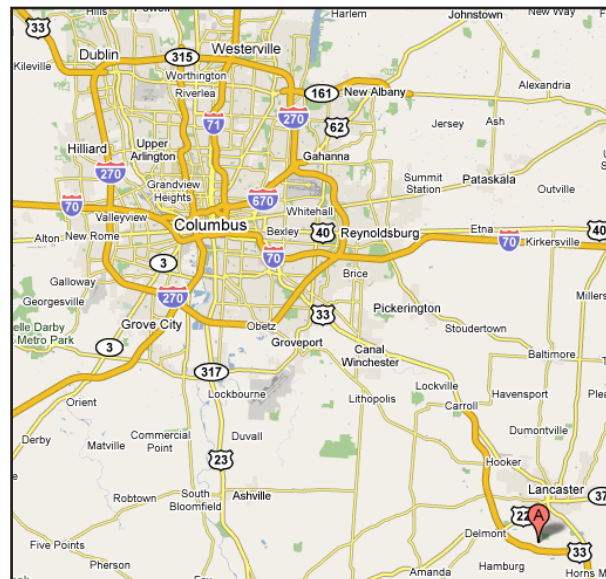 Harlem
Johnstown
New Way
33
Dublin
315
Westerville
Kileville
Worthington
Riverlea
161
New Albany
Alexandria
71
270
62
Jersey
Ash
Upper
Arlington
Hilliard
270
Gahanna
Grandview
Heights
Summit
Station
Pataskala
670
Outville
70
Valleyview
Whitehall
Columbus
40
Etna
40
Alton
New Rome
Bexley
Reynoldsburg
70
Kirkersville
3
70
Brice
Galloway
270
Georgesville
Pickerington
elle Darby
Metro Park
Grove City
33
Obetz
Stoudertown
3
Groveport
Canal
Winchester
Baltimore
317
Lockbourne
Lockville
Havensport
Orient
Lithopolis
Carroll
Dumontville
Derby
Matville
Commercial
Point
Duvall
Hooker
23
Lancaster
Robtown
South
Bloomfield
Ashville
37
22
A
Delmont
Five Points
33
Pherson
Amanda
Hamburg
Horns M